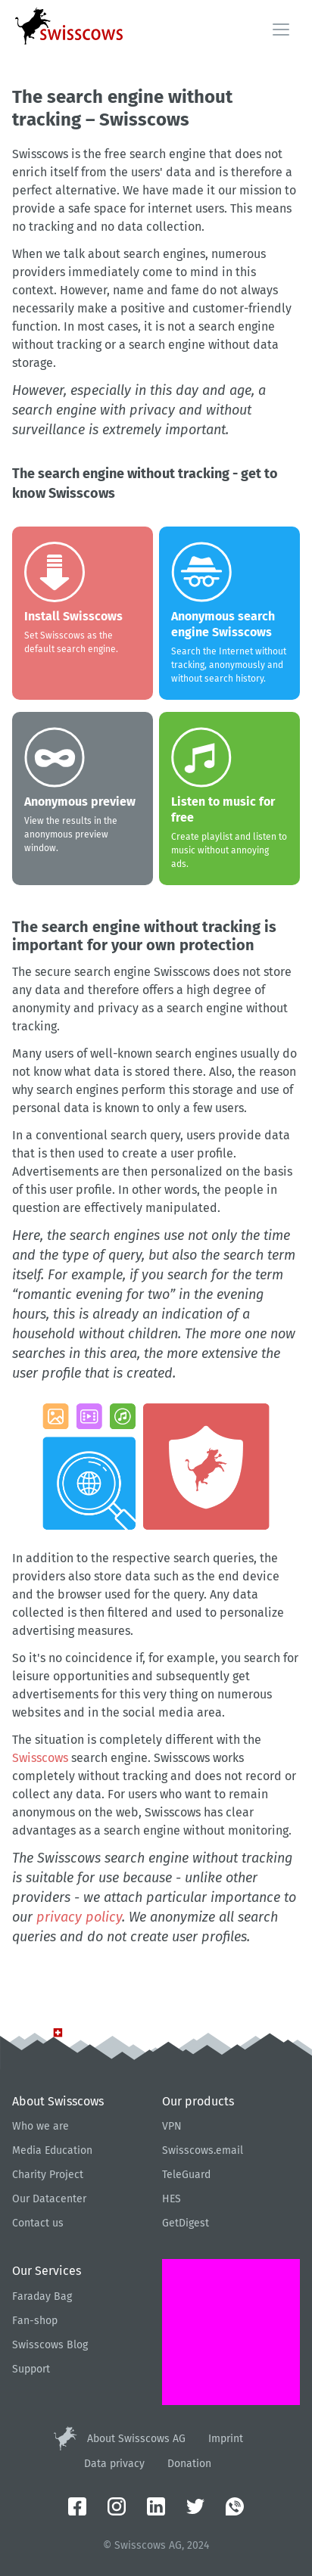 swisscows
The search engine without
tracking – Swisscows
Swisscows is the free search engine that does not
enrich itself from the users' data and is therefore a
perfect alternative. We have made it our mission to
provide a safe space for internet users. This means
no tracking and no data collection.
When we talk about search engines, numerous
providers immediately come to mind in this
context. However, name and fame do not always
necessarily make a positive and customer-friendly
function. In most cases, it is not a search engine
without tracking or a search engine without data
storage.
However, especially in this day and age, a
search engine with privacy and without
surveillance is extremely important.
The search engine without tracking - get to
know Swisscows
Install Swisscows
Set Swisscows as the
default search engine.
Anonymous search
engine Swisscows
Search the Internet without
tracking, anonymously and
without search history.
Anonymous preview
View the results in the
anonymous preview
window.
Listen to music for
free
Create playlist and listen to
music without annoying
ads.
The search engine without tracking is
important for your own protection
The secure search engine Swisscows does not store
any data and therefore offers a high degree of
anonymity and privacy as a search engine without
tracking.
Many users of well-known search engines usually do
not know what data is stored there. Also, the reason
why search engines perform this storage and use of
personal data is known to only a few users.
In a conventional search query, users provide data
that is then used to create a user profile.
Advertisements are then personalized on the basis
of this user profile. In other words, the people in
question are effectively manipulated.
Here, the search engines use not only the time
and the type of query, but also the search term
itself. For example, if you search for the term
“romantic evening for two” in the evening
hours, this is already an indication of a
household without children. The more one now
searches in this area, the more extensive the
user profile that is created.
In addition to the respective search queries, the
providers also store data such as the end device
and the browser used for the query. Any data
collected is then filtered and used to personalize
advertising measures.
So it's no coincidence if, for example, you search for
leisure opportunities and subsequently get
advertisements for this very thing on numerous
websites and in the social media area.
The situation is completely different with the
Swisscows search engine. Swisscows works
completely without tracking and does not record or
collect any data. For users who want to remain
anonymous on the web, Swisscows has clear
advantages as a search engine without monitoring.
The Swisscows search engine without tracking
is suitable for use because - unlike other
providers - we attach particular importance to
our privacy policy. We anonymize all search
queries and do not create user profiles.
About Swisscows
Who we are
Media Education
Charity Project
Our Datacenter
Contact us
Our products
VPN
Swisscows.email
TeleGuard
HES
GetDigest
Our Services
Faraday Bag
Fan-shop
Swisscows Blog
Support
About Swisscows AG Imprint
Data privacy Donation
© Swisscows AG, 2024